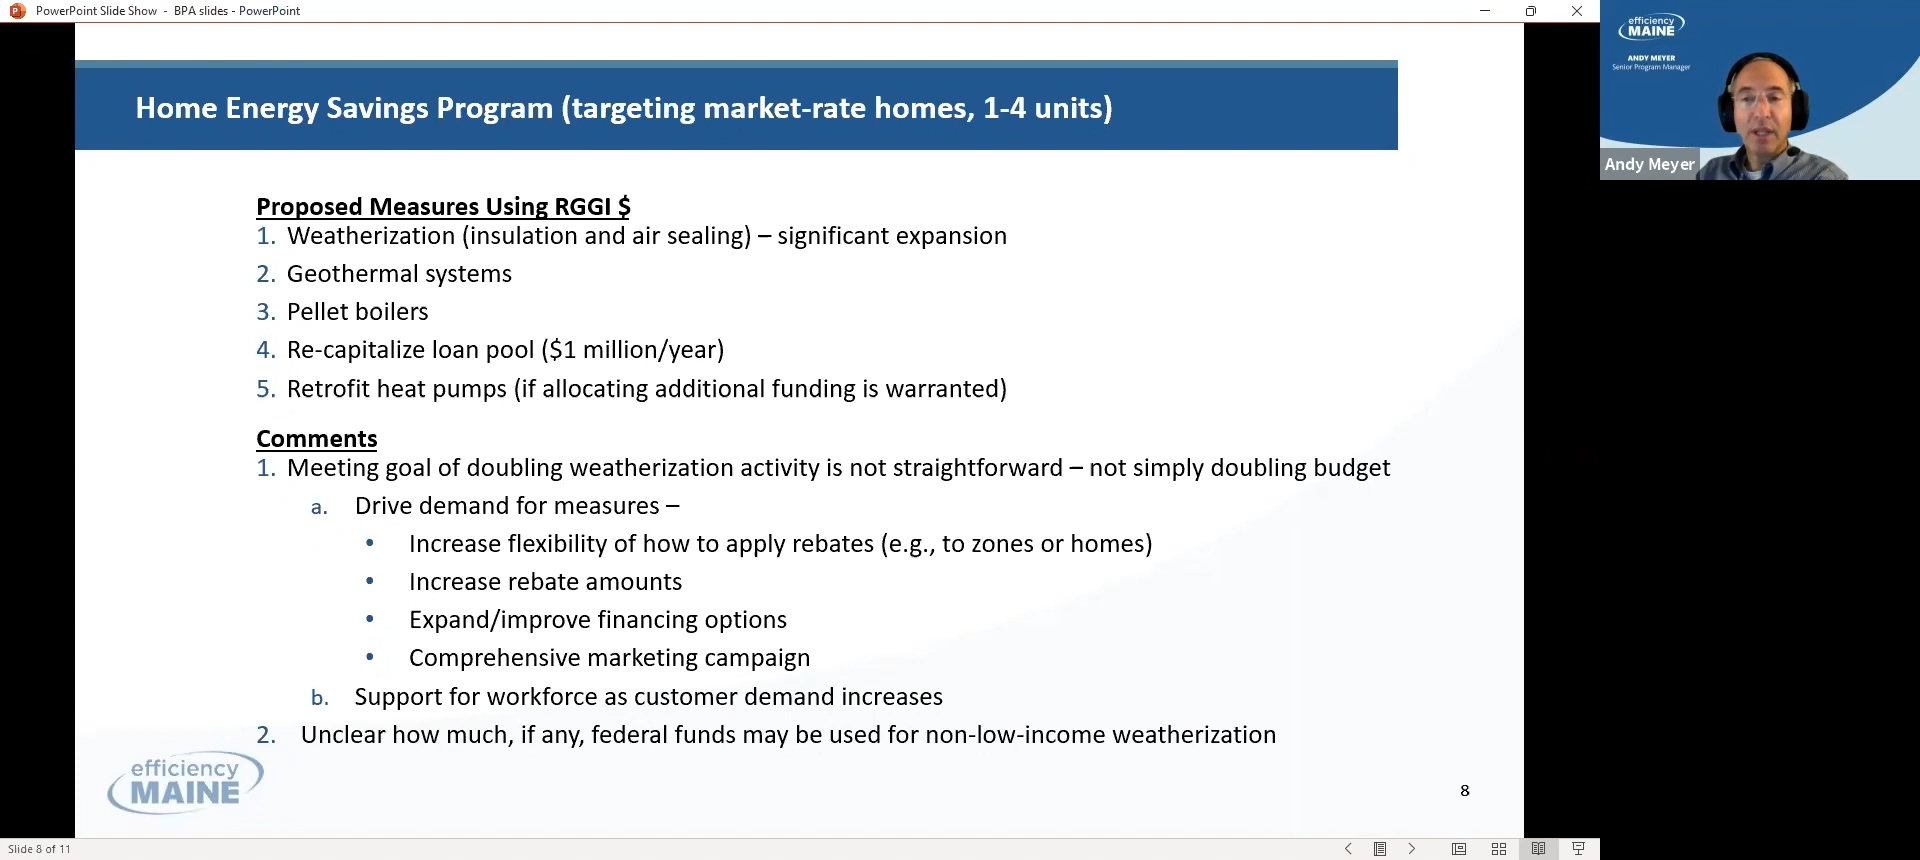 PowerPoint Slide Show - BPA slides - PowerPoint
efficiency
MAINE
ANDY MEYER
Senior Program Manager
Andy Meyer
Home Energy Savings Program (targeting market-rate homes, 1-4 units)
Proposed Measures Using RGGI $
1. Weatherization (insulation and air sealing) – significant expansion
2. Geothermal systems
3. Pellet boilers
4. Re-capitalize loan pool ($1 million/year)
5. Retrofit heat pumps (if allocating additional funding is warranted)
Comments
1. Meeting goal of doubling weatherization activity is not straightforward – not simply doubling budget
a. Drive demand for measures –
• Increase flexibility of how to apply rebates (e.g., to zones or homes)
• Increase rebate amounts
• Expand/improve financing options
• Comprehensive marketing campaign
b. Support for workforce as customer demand increases
2. Unclear how much, if any, federal funds may be used for non-low-income weatherization
efficiency
MAINE
8
Slide 8 of 11